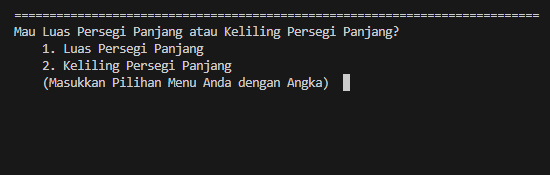 ===========================================================================
Mau Luas Persegi Panjang atau Keliling Persegi Panjang?
1. Luas Persegi Panjang
2. Keliling Persegi Panjang
(Masukkan Pilihan Menu Anda dengan Angka)